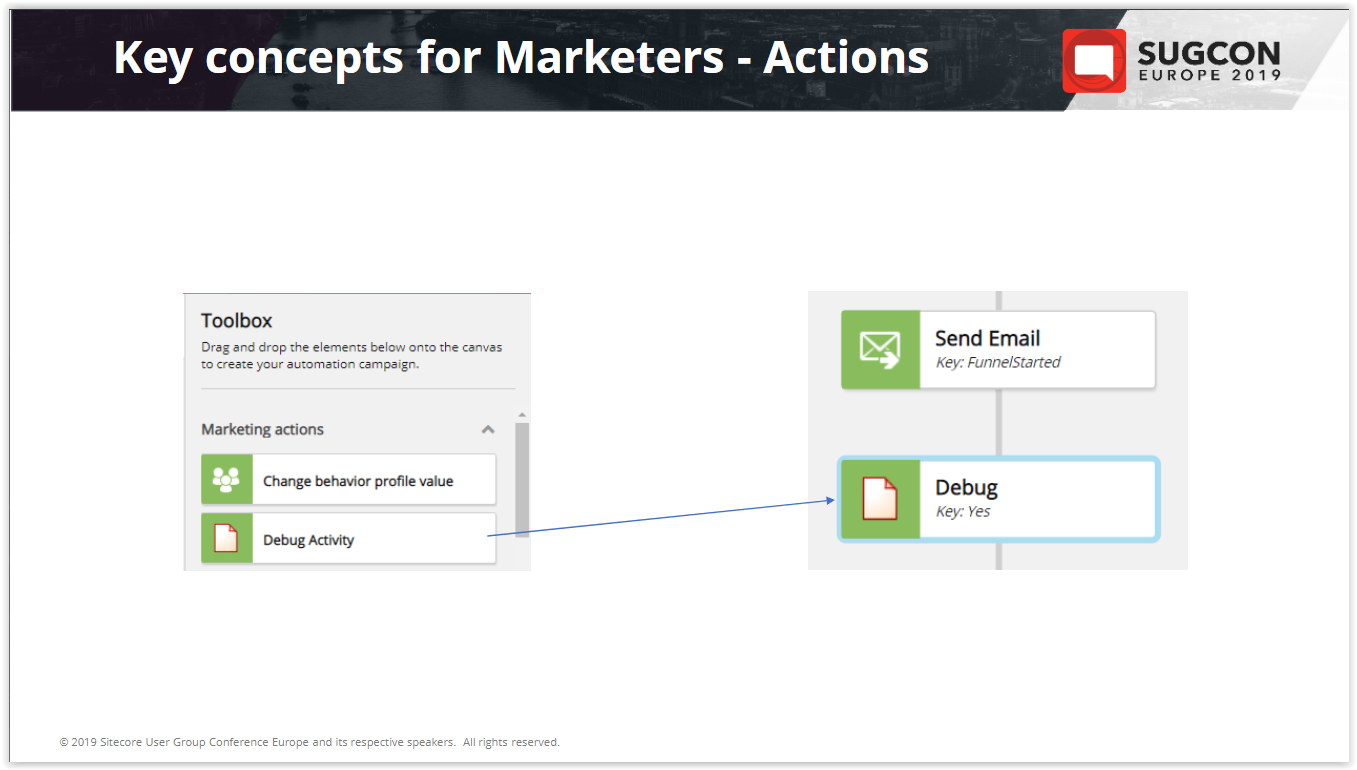 Key concepts for Marketers - Actions
SUGCON
EUROPE 2019
Toolbox
Drag and drop the elements below onto the canvas
to create your automation campaign.
Marketing actions
Change behavior profile value
Debug Activity
Send Email
Key: FunnelStarted
Debug
Key: Yes
© 2019 Sitecore User Group Conference Europe and its respective speakers.  All rights reserved.